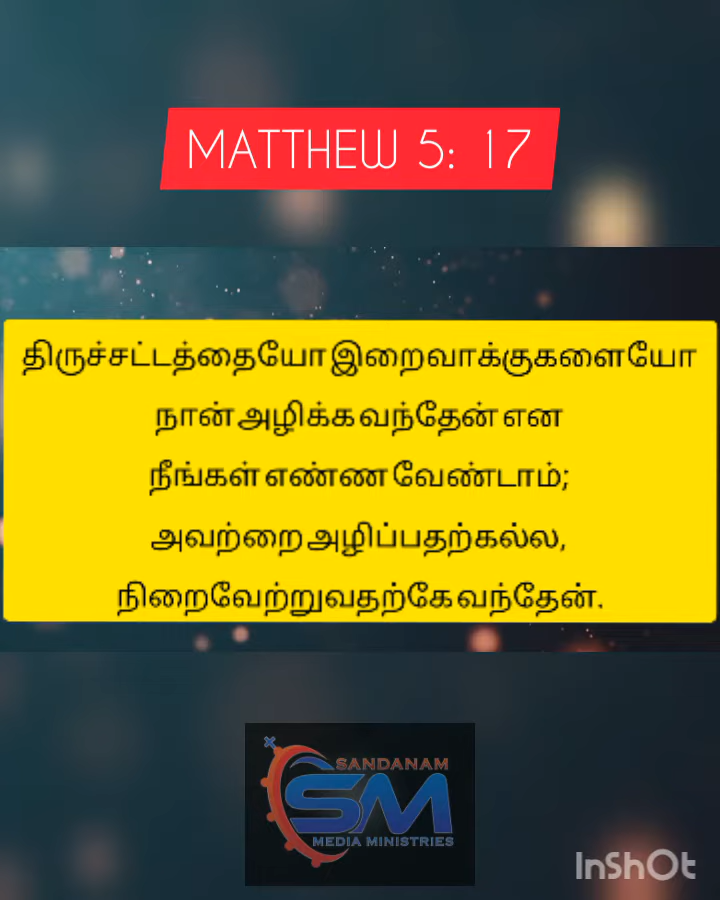 MATTHEW 5: 17
திருச்சட்டத்தையோ இறைவாக்குகளையோ
நான் அழிக்க வந்தேன் என
நீங்கள் எண்ண வேண்டாம்;
அவற்றை அழிப்பதற்கல்ல,
நிறைவேற்றுவதற்கே வந்தேன்.
SANDANAM
SM
MEDIA MINISTRIES
InShOt